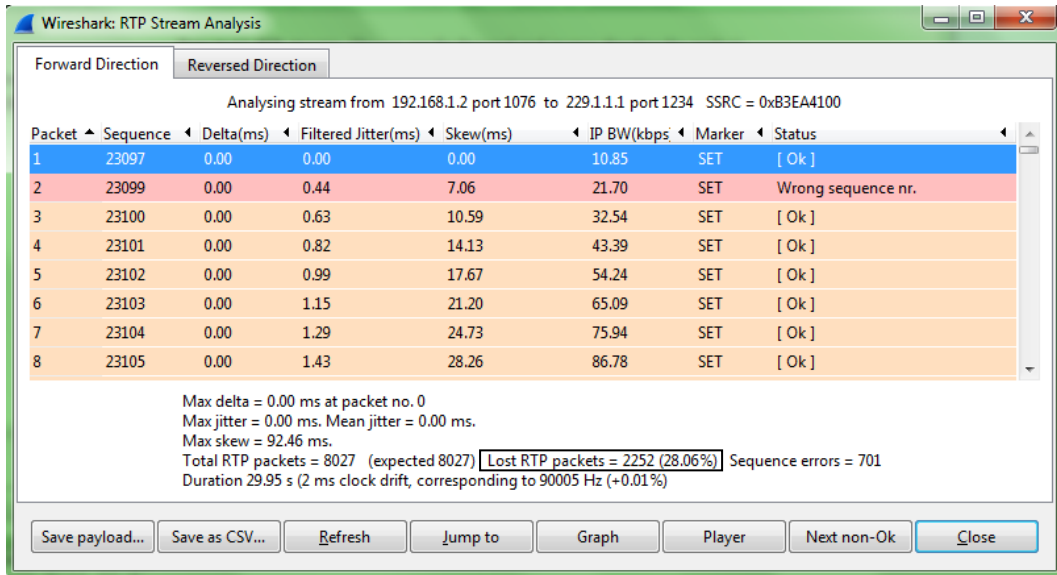 Wireshark: RTP Stream Analysis
Forward Direction Reversed Direction
Analysing stream from 192.168.1.2 port 1076 to 229.1.1.1 port 1234 SSRC = 0xB3EA4100
Packet Sequence Delta(ms) Filtered Jitter(ms) Skew(ms) IP BW(kbps) Marker Status
1 23097 0.00 0.00 0.00 10.85 SET [ Ok ]
2 23099 0.00 0.44 7.06 21.70 SET Wrong sequence nr.
3 23100 0.00 0.63 10.59 32.54 SET [ Ok ]
4 23101 0.00 0.82 14.13 43.39 SET [ Ok ]
5 23102 0.00 0.99 17.67 54.24 SET [ Ok ]
6 23103 0.00 1.15 21.20 65.09 SET [ Ok ]
7 23104 0.00 1.29 24.73 75.94 SET [ Ok ]
8 23105 0.00 1.43 28.26 86.78 SET [ Ok ]
Max delta = 0.00 ms at packet no. 0
Max jitter = 0.00 ms. Mean jitter = 0.00 ms.
Max skew = 92.46 ms.
Total RTP packets = 8027 (expected 8027) Lost RTP packets = 2252 (28.06%) Sequence errors = 701
Duration 29.95 s (2 ms clock drift, corresponding to 90005 Hz (+0.01%)
Save payload... Save as CSV... Refresh Jump to Graph Player Next non-Ok Close